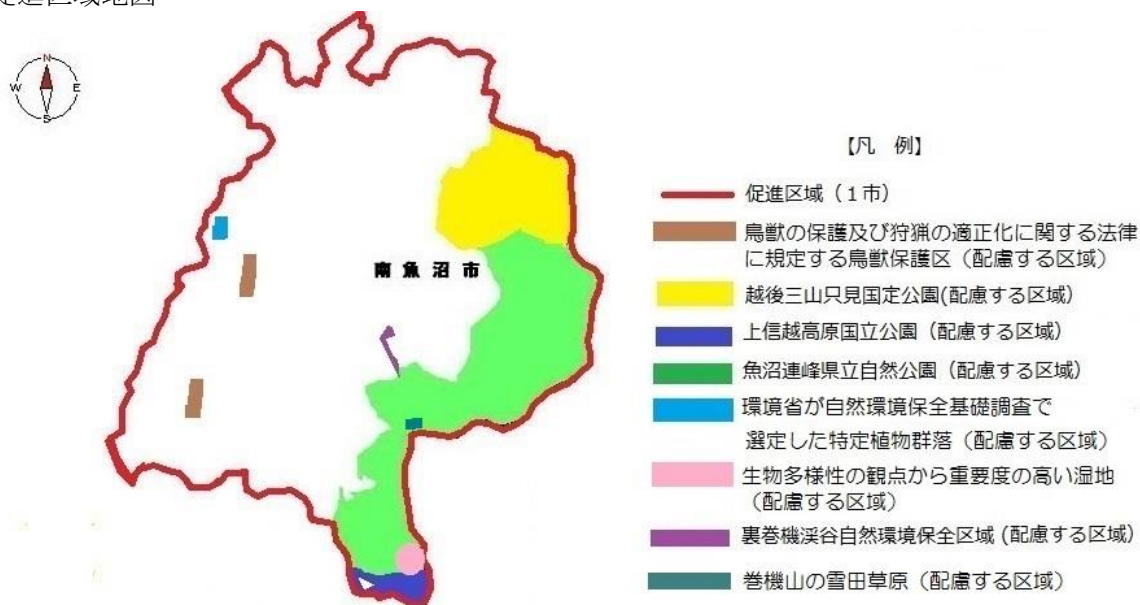 促進区域地図
N
W E
S
南魚沼市
【凡 例】
促進区域（１市）
鳥獣の保護及び狩猟の適正化に関する法律
に規定する鳥獣保護区（配慮する区域）
越後三山只見国定公園(配慮する区域)
上信越高原国立公園（配慮する区域）
魚沼連峰県立自然公園（配慮する区域）
環境省が自然環境保全基礎調査で
選定した特定植物群落（配慮する区域）
生物多様性の観点から重要度の高い湿地
（配慮する区域）
裏巻機渓谷自然環境保全区域 (配慮する区域)
巻機山の雪田草原（配慮する区域）